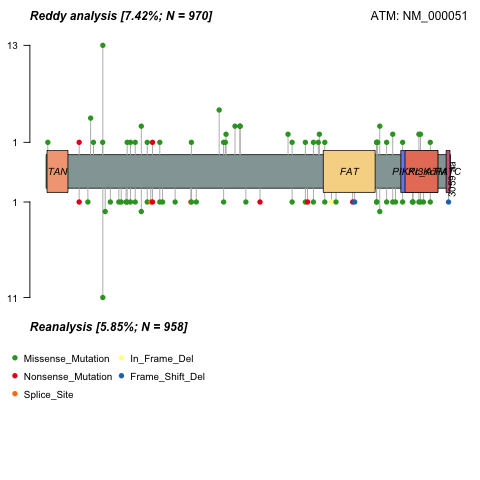 Reddy analysis [7.42%; N = 970]
ATM: NM_000051
13
1
TAN
FAT
1
11
Reanalysis [5.85%; N = 958]
Missense_Mutation
In_Frame_Del
Nonsense_Mutation
Frame_Shift_Del
Splice_Site